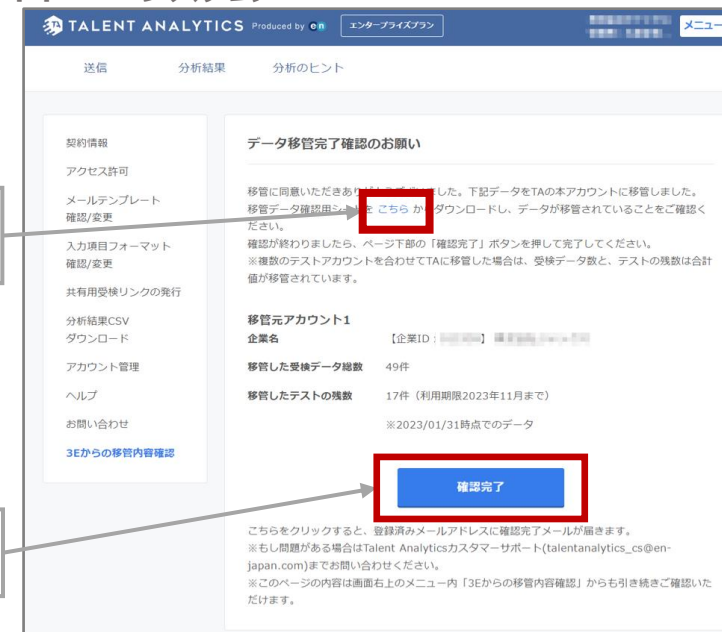 TALENT ANALYTICS Produced by en エンタープライズプラン
メニュー
送信 分析結果 分析のヒント
契約情報
アクセス許可
メールテンプレート
確認/変更
入力項目フォーマット
確認/変更
共有用受検リンクの発行
分析結果CSV
ダウンロード
アカウント管理
ヘルプ
お問い合わせ
3Eからの移管内容確認
データ移管完了確認のお願い
移管に同意いただきありがとうございました。下記データをTAの本アカウントに移管しました。
移管データ確認用シートを こちら からダウンロードし、データが移管されていることをご確認く
ださい。
確認が終わりましたら、ページ下部の「確認完了」ボタンを押して完了してください。
※複数のテストアカウントを合わせてTAに移管した場合は、受検データ数と、テストの残数は合計
値が移管されています。
移管元アカウント1
企業名 【企業ID: 】
移管した受検データ総数 49件
移管したテストの残数 17件（利用期限2023年11月まで）
※2023/01/31時点でのデータ
確認完了
こちらをクリックすると、登録済みメールアドレスに確認完了メールが届きます。
※もし問題がある場合はTalent Analyticsカスタマーサポート(talentanalytics_cs@en-
japan.com)までお問い合わせください。
※このページの内容は画面右上のメニュー内「3Eからの移管内容確認」からも引き続きご確認いた
だけます。